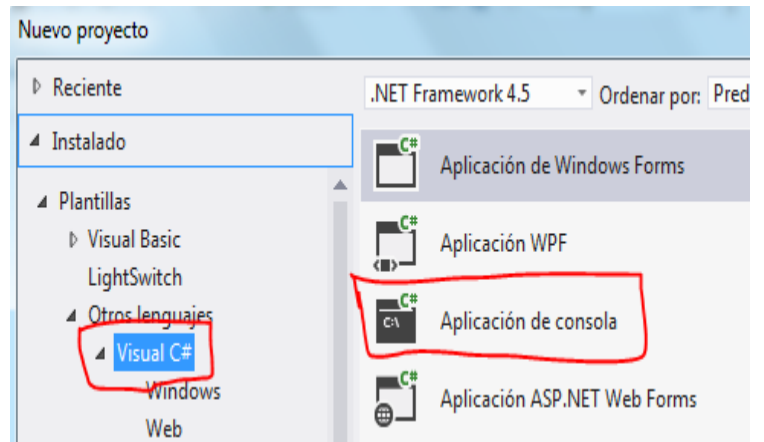 Nuevo proyecto
Reciente
Instalado
Plantillas
Visual Basic
LightSwitch
Otros lenguajes
Visual C#
Windows
Web
.NET Framework 4.5 Ordenar por: Pred
C#
Aplicación de Windows Forms
C#
Aplicación WPF
C#
C:\
Aplicación de consola
C#
Aplicación ASP.NET Web Forms